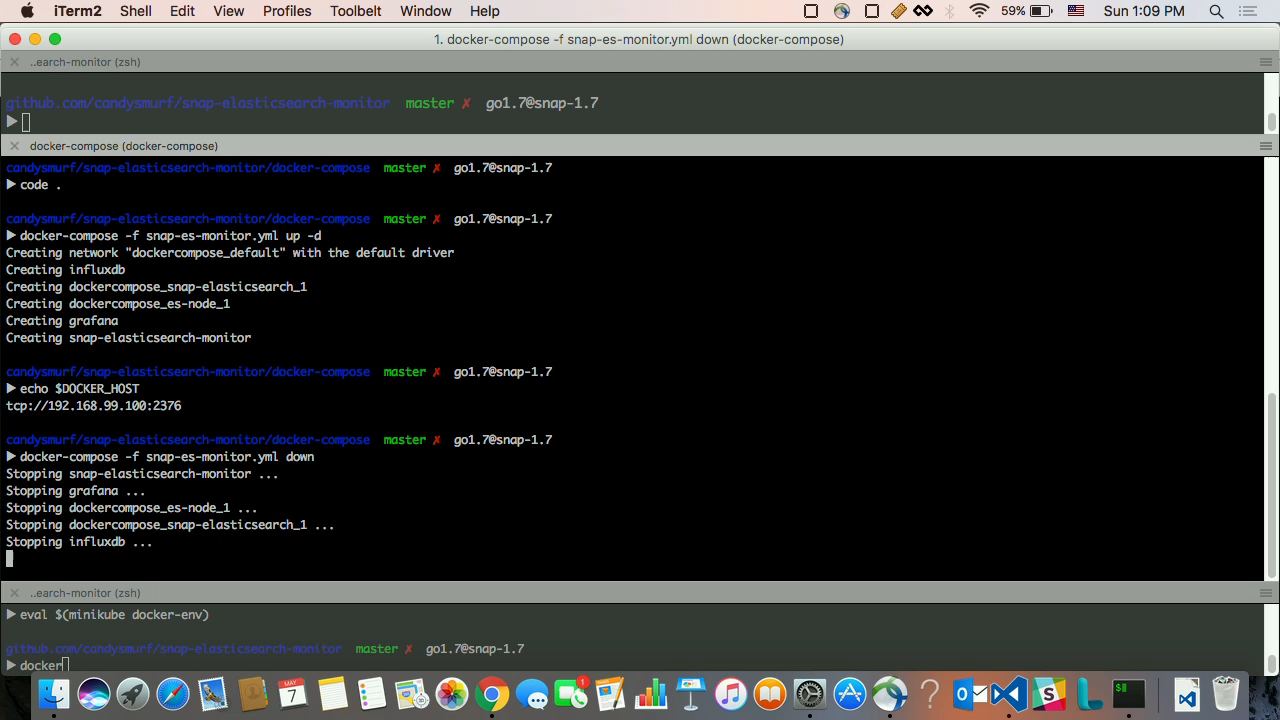 iTerm2 Shell Edit View Profiles Toolbelt Window Help 59% Sun 1:09 PM
1. docker-compose -f snap-es-monitor.yml down (docker-compose)
..earch-monitor (zsh)
github.com/candysmurf/snap-elasticsearch-monitor master ✗ go1.7@snap-1.7
▶
docker-compose (docker-compose)
candysmurf/snap-elasticsearch-monitor/docker-compose master ✗ go1.7@snap-1.7
▶ code .
candysmurf/snap-elasticsearch-monitor/docker-compose master ✗ go1.7@snap-1.7
▶ docker-compose -f snap-es-monitor.yml up -d
Creating network "dockercompose_default" with the default driver
Creating influxdb
Creating dockercompose_snap-elasticsearch_1
Creating dockercompose_es-node_1
Creating grafana
Creating snap-elasticsearch-monitor
candysmurf/snap-elasticsearch-monitor/docker-compose master ✗ go1.7@snap-1.7
▶ echo $DOCKER_HOST
tcp://192.168.99.100:2376
candysmurf/snap-elasticsearch-monitor/docker-compose master ✗ go1.7@snap-1.7
▶ docker-compose -f snap-es-monitor.yml down
Stopping snap-elasticsearch-monitor ...
Stopping grafana ...
Stopping dockercompose_es-node_1 ...
Stopping dockercompose_snap-elasticsearch_1 ...
Stopping influxdb ...
..earch-monitor (zsh)
▶ eval $(minikube docker-env)
github.com/candysmurf/snap-elasticsearch-monitor master ✗ go1.7@snap-1.7
▶ docker
MAY
7
1